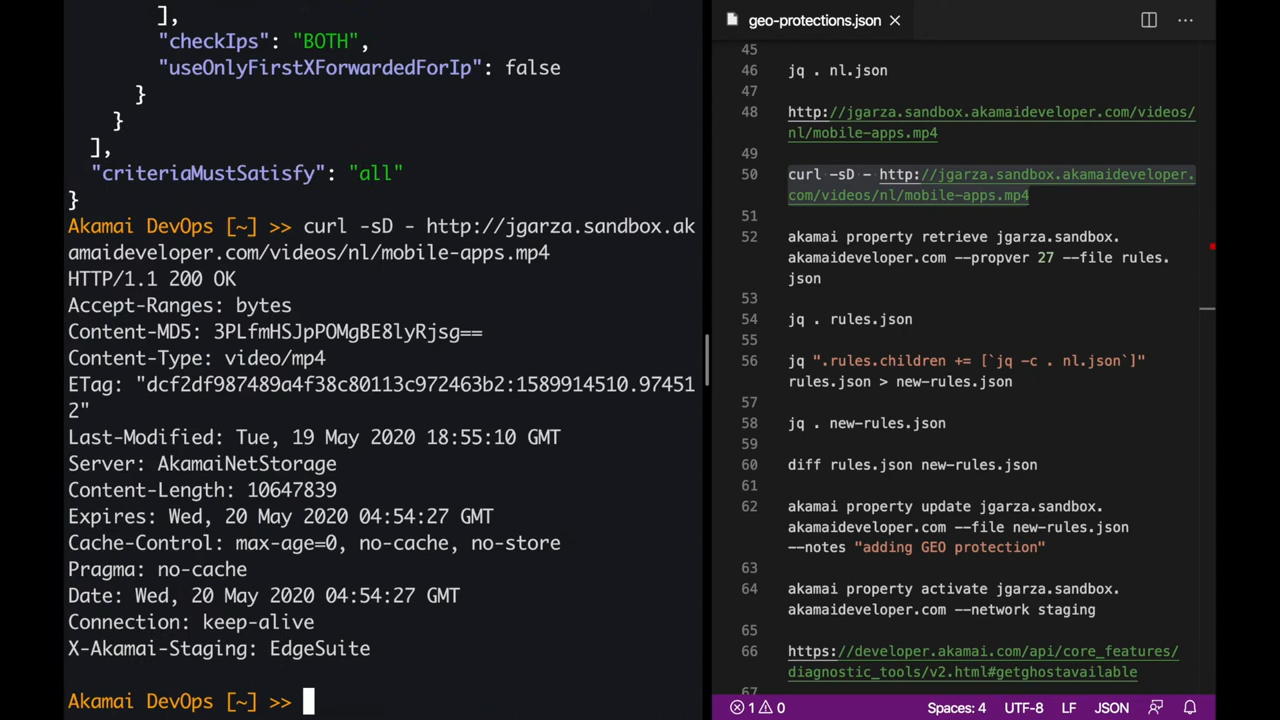 ],
"checkIps": "BOTH",
"useOnlyFirstXForwardedForIp": false
}
}
],
"criteriaMustSatisfy": "all"
}
Akamai DevOps [~] >> curl -sD - http://jgarza.sandbox.ak
amaideveloper.com/videos/nl/mobile-apps.mp4
HTTP/1.1 200 OK
Accept-Ranges: bytes
Content-MD5: 3PLfmHSJpPOMgBE8lyRjsg==
Content-Type: video/mp4
ETag: "dcf2df987489a4f38c80113c972463b2:1589914510.97451
2"
Last-Modified: Tue, 19 May 2020 18:55:10 GMT
Server: AkamaiNetStorage
Content-Length: 10647839
Expires: Wed, 20 May 2020 04:54:27 GMT
Cache-Control: max-age=0, no-cache, no-store
Pragma: no-cache
Date: Wed, 20 May 2020 04:54:27 GMT
Connection: keep-alive
X-Akamai-Staging: EdgeSuite
Akamai DevOps [~] >>
geo-protections.json
45
46 jq . nl.json
47
48 http://jgarza.sandbox.akamaideveloper.com/videos/
nl/mobile-apps.mp4
49
50 curl -sD - http://jgarza.sandbox.akamaideveloper.
com/videos/nl/mobile-apps.mp4
51
52 akamai property retrieve jgarza.sandbox.
akamaideveloper.com --propver 27 --file rules.
json
53
54 jq . rules.json
55
56 jq ".rules.children += [`jq -c . nl.json`]"
rules.json > new-rules.json
57
58 jq . new-rules.json
59
60 diff rules.json new-rules.json
61
62 akamai property update jgarza.sandbox.
akamaideveloper.com --file new-rules.json
--notes "adding GEO protection"
63
64 akamai property activate jgarza.sandbox.
akamaideveloper.com --network staging
65
66 https://developer.akamai.com/api/core_features/
diagnostic_tools/v2.html#getghostavailable
67
1 0 Spaces: 4 UTF-8 LF JSON